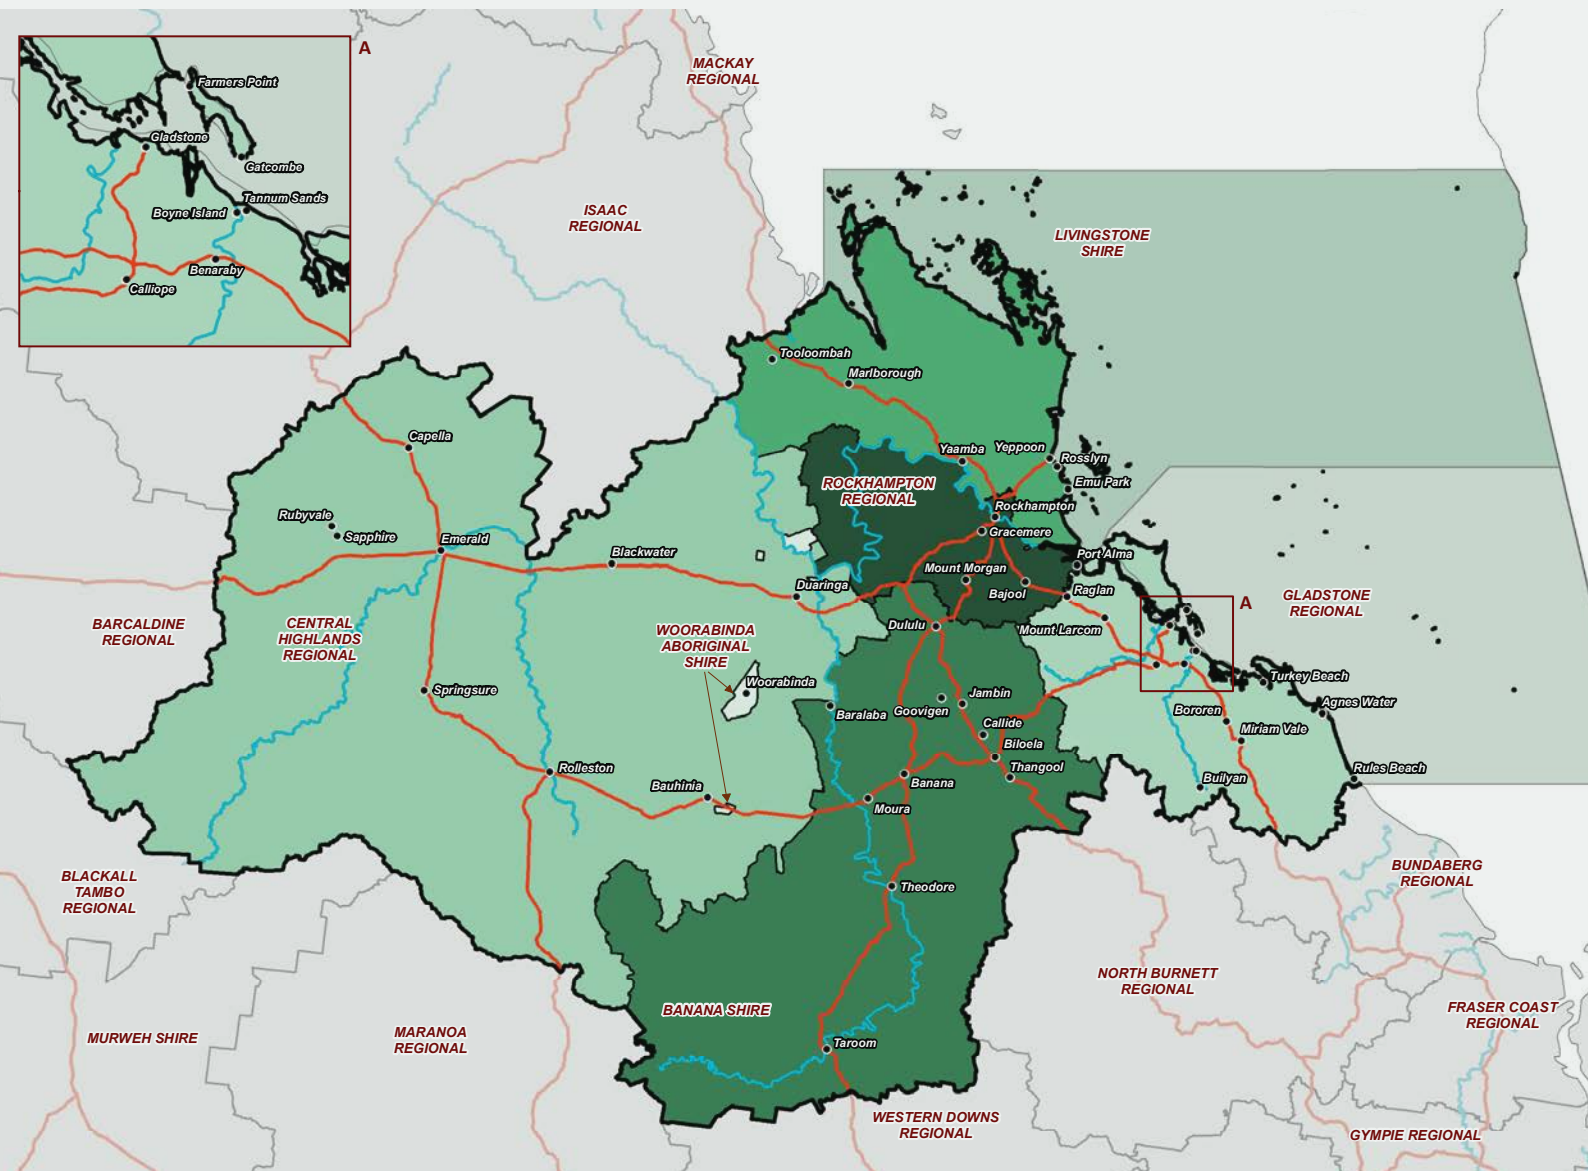 A
Farmers Point
Gladstone
Gatcombe
Tannum Sands
Boyne Island
Benaraby
Calliope
MACKAY
REGIONAL
ISAAC
REGIONAL
LIVINGSTONE
SHIRE
Tooloombah
Marlborough
Capella
Yaamba
Yeppoon
Rosslyn
Emu Park
ROCKHAMPTON
REGIONAL
Rubyvale
Sapphire
Emerald
Rockhampton
Gracemere
Blackwater
Port Alma
Mount Morgan
Duaringa
Bajool
Raglan
GLADSTONE
REGIONAL
A
BARCALDINE
REGIONAL
CENTRAL
HIGHLANDS
REGIONAL
WOORABINDA
ABORIGINAL
SHIRE
Dululu
Mount Larcom
Turkey Beach
Woorabinda
Springsure
Jambin
Goovigen
Baralaba
Agnes Water
Bororen
Callide
Miriam Vale
Biloela
Thangool
Rolleston
Rules Beach
Builyan
Bauhinia
Banana
Moura
BLACKALL
TAMBO
REGIONAL
Theodore
BUNDABERG
REGIONAL
NORTH BURNETT
REGIONAL
BANANA SHIRE
FRASER COAST
REGIONAL
MURWEH SHIRE
MARANOA
REGIONAL
Taroom
WESTERN DOWNS
REGIONAL
GYMPIE REGIONAL